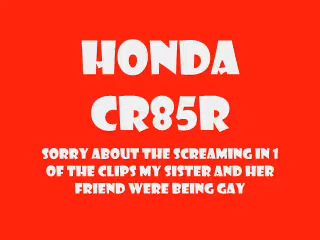 HONDA
CR85R
SORRY ABOUT THE SCREAMING IN 1
OF THE CLIPS MY SISTER AND HER
FRIEND WERE BEING GAY